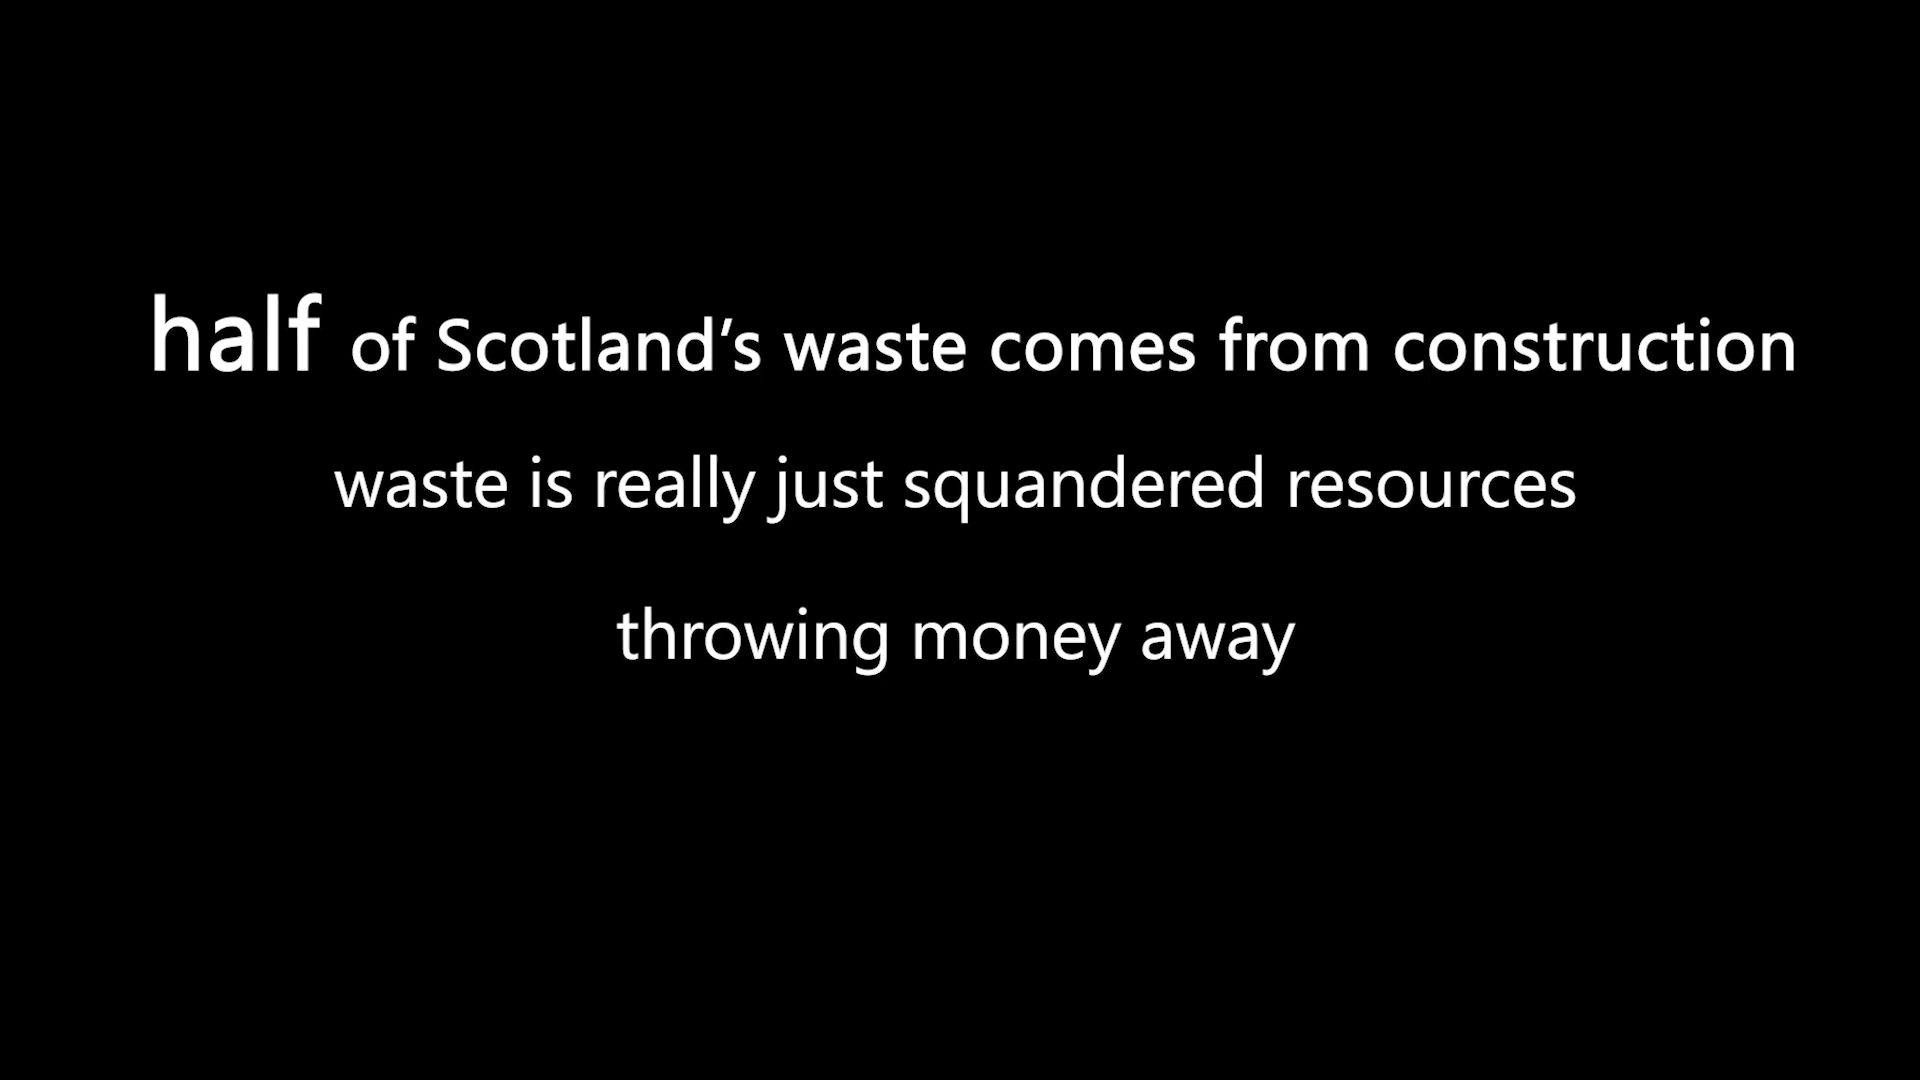 half of Scotland’s waste comes from construction
waste is really just squandered resources
throwing money away